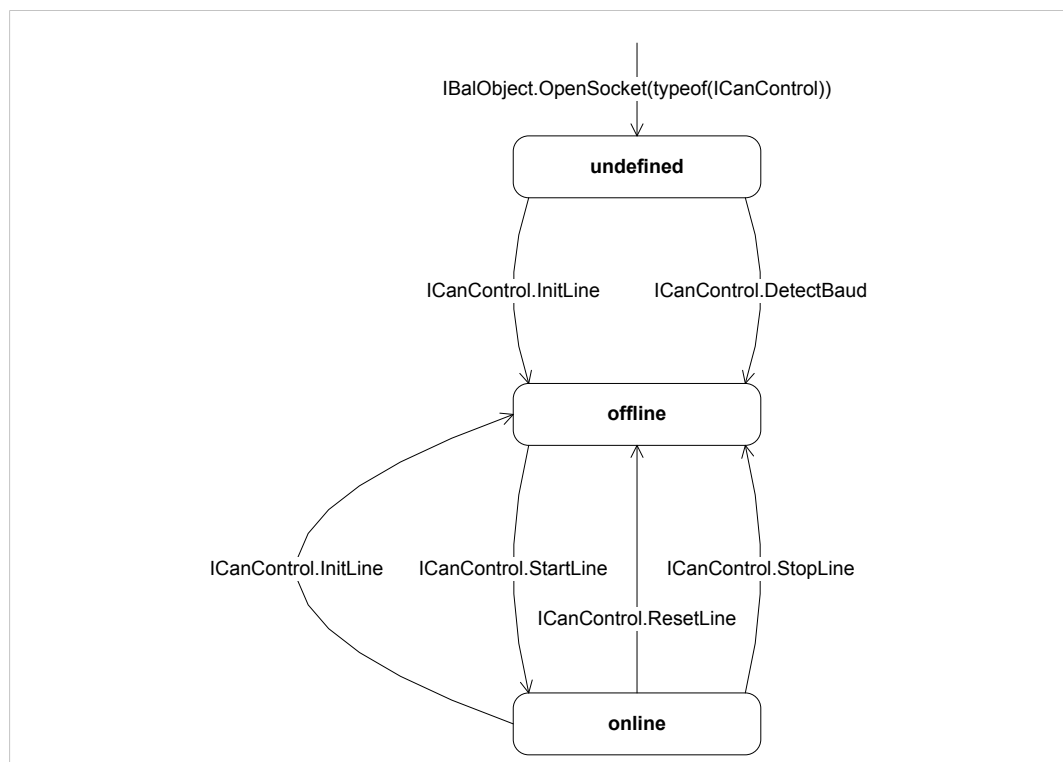 IBalObject.OpenSocket(typeof(ICanControl))
undefined
ICanControl.InitLine
ICanControl.DetectBaud
offline
ICanControl.InitLine
ICanControl.StartLine
ICanControl.StopLine
ICanControl.ResetLine
online